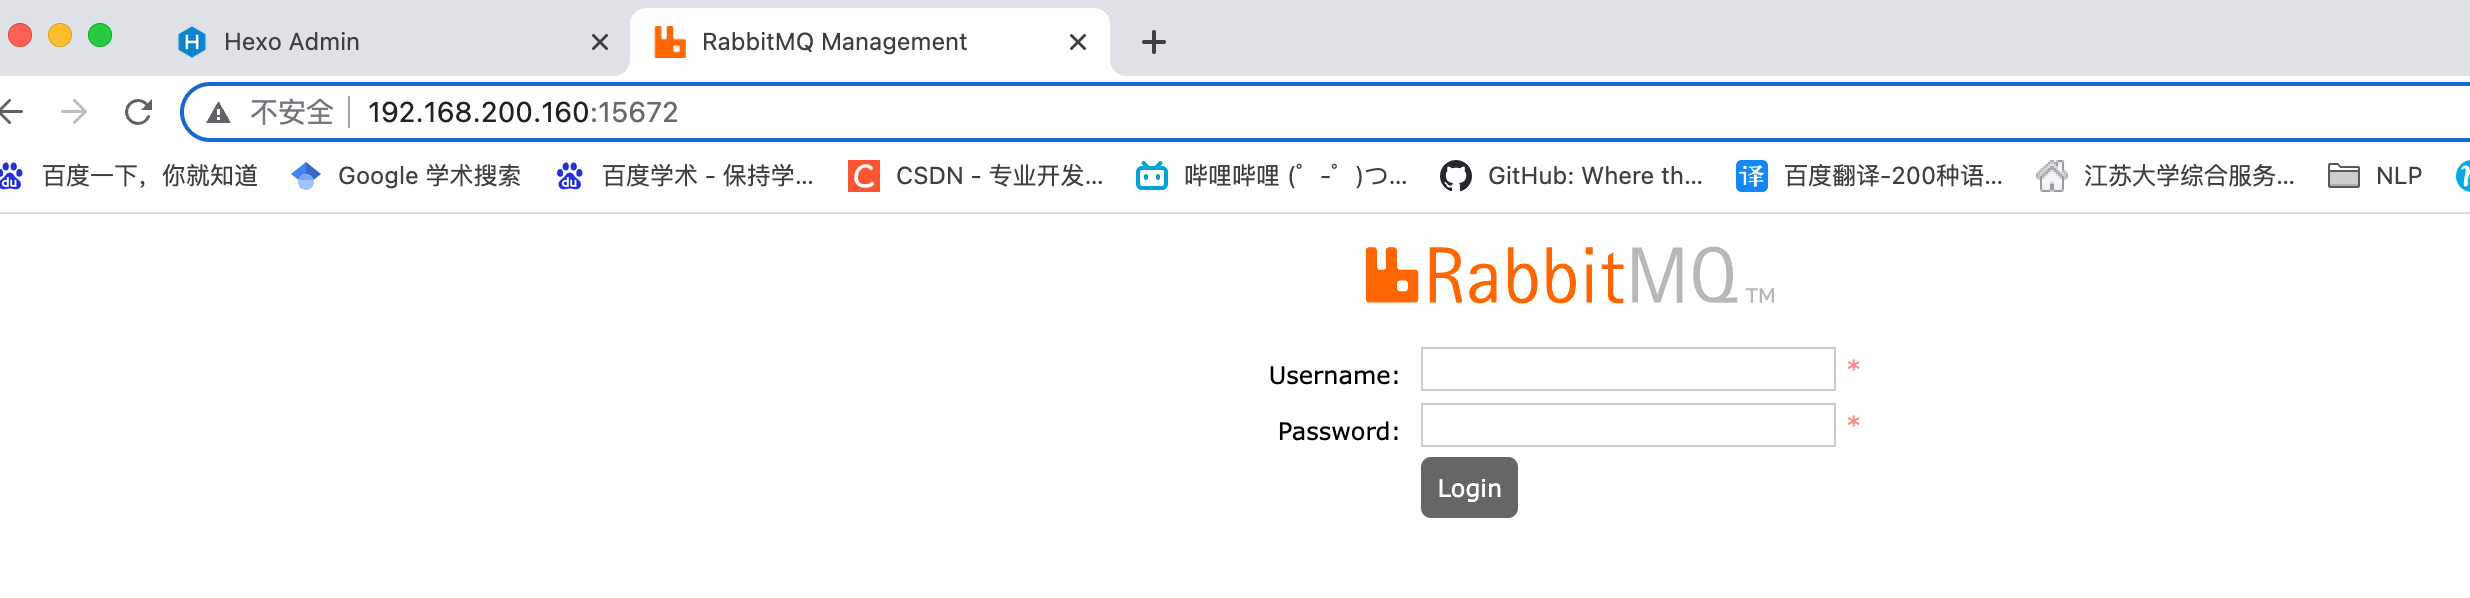 Hexo Admin RabbitMQ Management
不安全 192.168.200.160:15672
百度一下，你就知道 Google 学术搜索 百度学术 - 保持学... CSDN - 专业开发... 哔哩哔哩 (゜-゜)つ... GitHub: Where th... 百度翻译-200种语... 江苏大学综合服务... NLP
RabbitMQ TM
Username: *
Password: *
Login